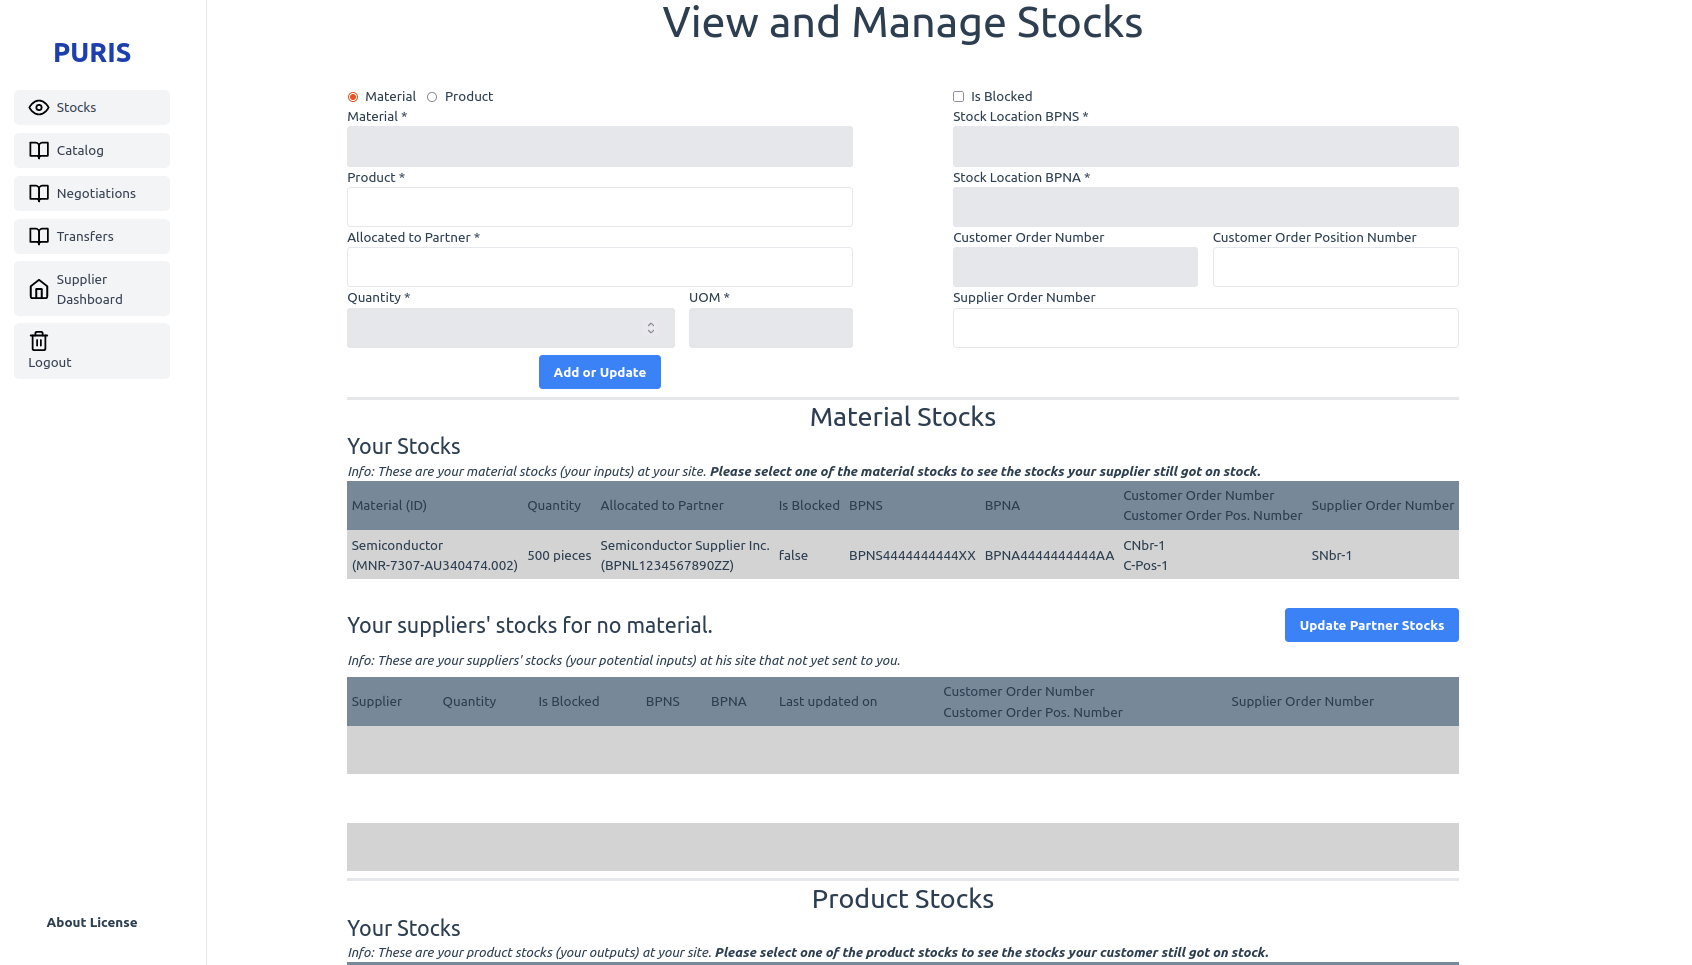 View and Manage Stocks
PURIS
Stocks
Catalog
Negotiations
Transfers
Supplier
Dashboard
Logout
About License
Material
Product
Material *
Product *
Allocated to Partner *
Quantity *
UOM *
Is Blocked
Stock Location BPNS *
Stock Location BPNA *
Customer Order Number
Customer Order Position Number
Supplier Order Number
Add or Update
Material Stocks
Your Stocks
Info: These are your material stocks (your inputs) at your site. Please select one of the material stocks to see the stocks your supplier still got on stock.
Material (ID)
Quantity
Allocated to Partner
Is Blocked
BPNS
BPNA
Customer Order Number
Customer Order Pos. Number
Supplier Order Number
Semiconductor
(MNR-7307-AU340474.002)
500 pieces
Semiconductor Supplier Inc.
(BPNL1234567890ZZ)
false
BPNS4444444444XX
BPNA4444444444AA
CNbr-1
C-Pos-1
SNbr-1
Your suppliers' stocks for no material.
Update Partner Stocks
Info: These are your suppliers' stocks (your potential inputs) at his site that not yet sent to you.
Supplier
Quantity
Is Blocked
BPNS
BPNA
Last updated on
Customer Order Number
Customer Order Pos. Number
Supplier Order Number
Product Stocks
Your Stocks
Info: These are your product stocks (your outputs) at your site. Please select one of the product stocks to see the stocks your customer still got on stock.